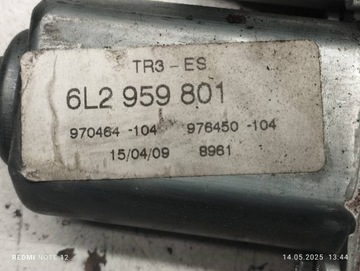 TR3-ES
6L2 959 801
970464 -104 976450 -104
15/04/09 8961
REDMI NOTE 12
14.05.2025 13:44